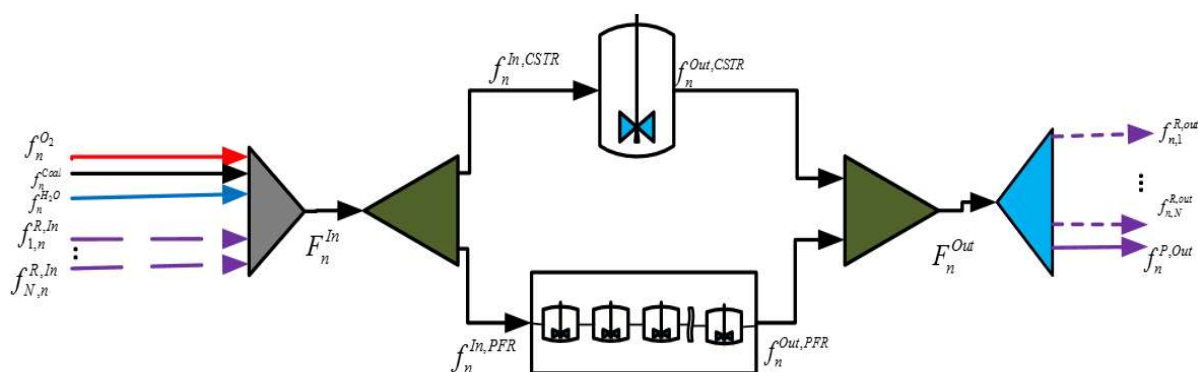 f_n^{O_2}
f_n^{Coal}
f_n^{H_2O}
f_{1,n}^{R,In}
⋮
f_{N,n}^{R,In}
F_n^{In}
f_n^{In,CSTR}
f_n^{Out,CSTR}
f_n^{In,PFR}
f_n^{Out,PFR}
F_n^{Out}
f_{n,1}^{R,out}
⋮
f_{n,N}^{R,out}
f_n^{P,Out}